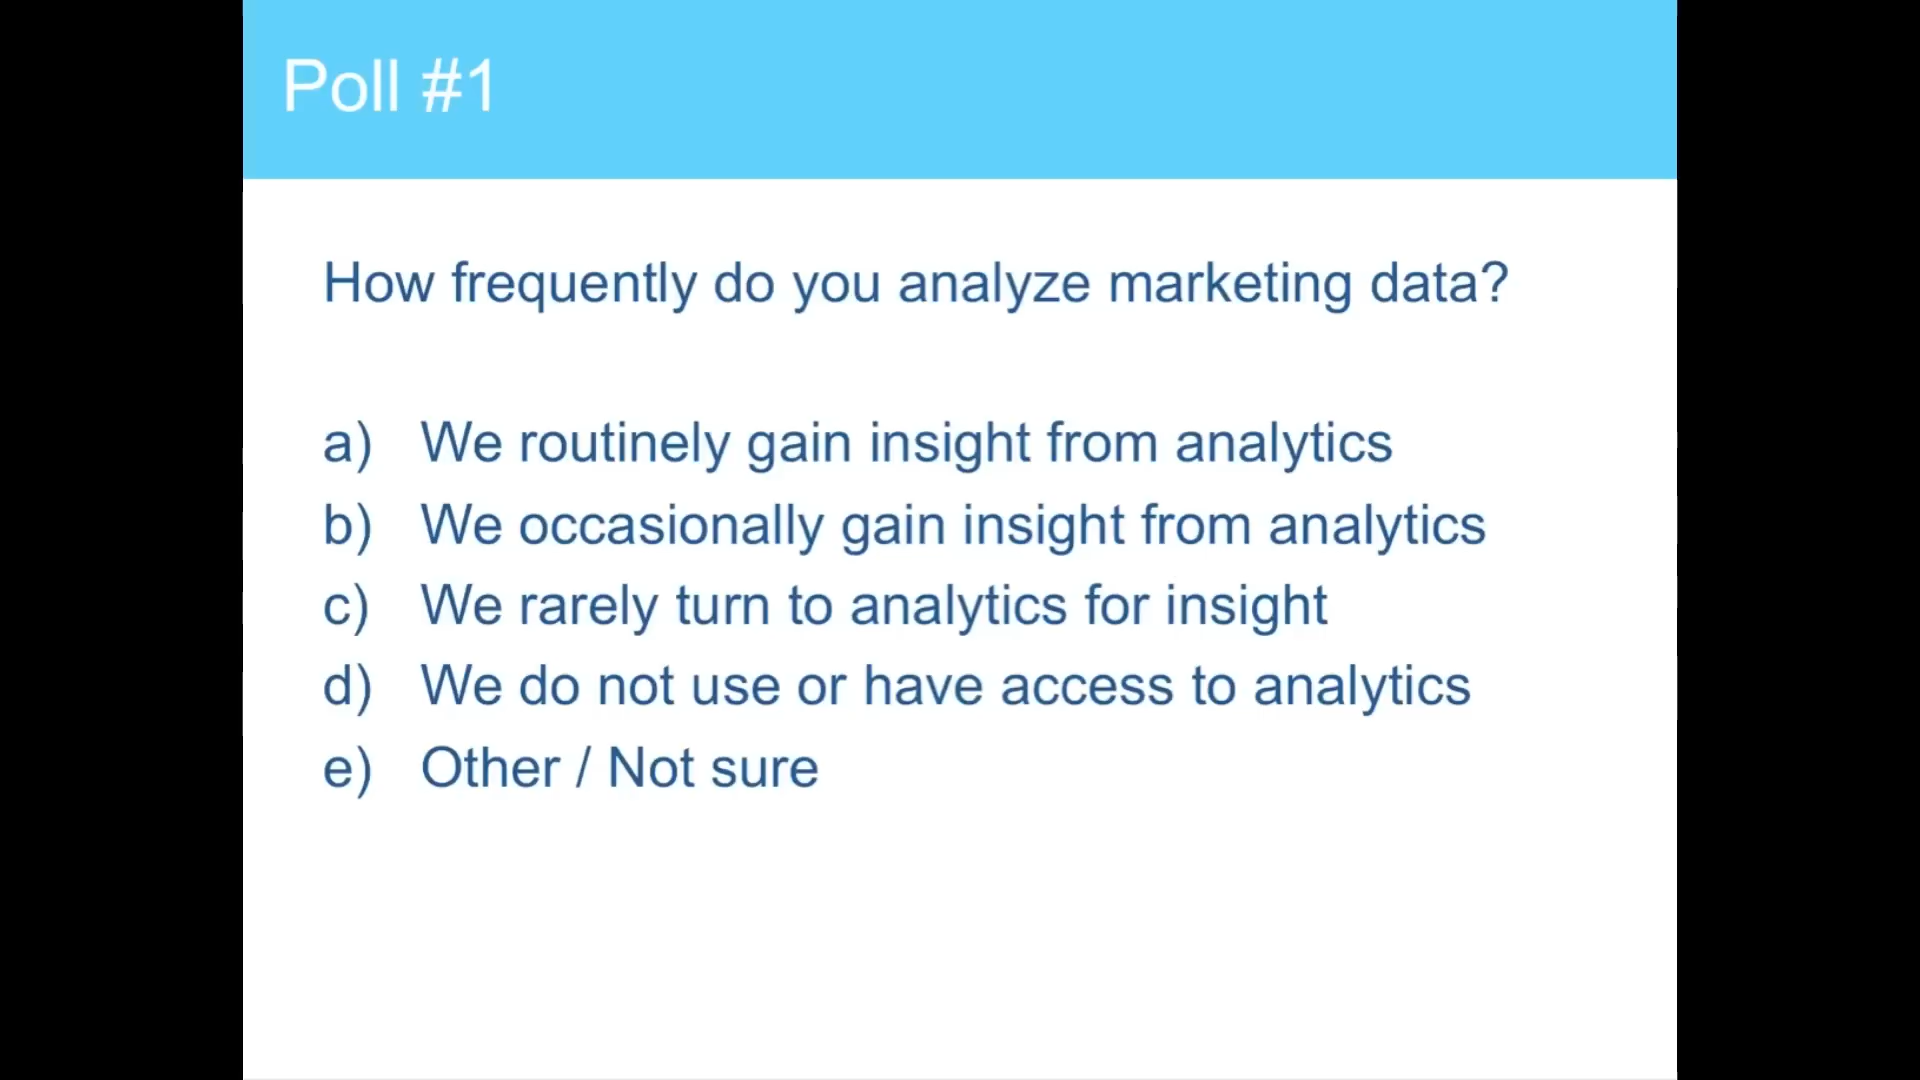 Poll #1
How frequently do you analyze marketing data?
a) We routinely gain insight from analytics
b) We occasionally gain insight from analytics
c) We rarely turn to analytics for insight
d) We do not use or have access to analytics
e) Other / Not sure